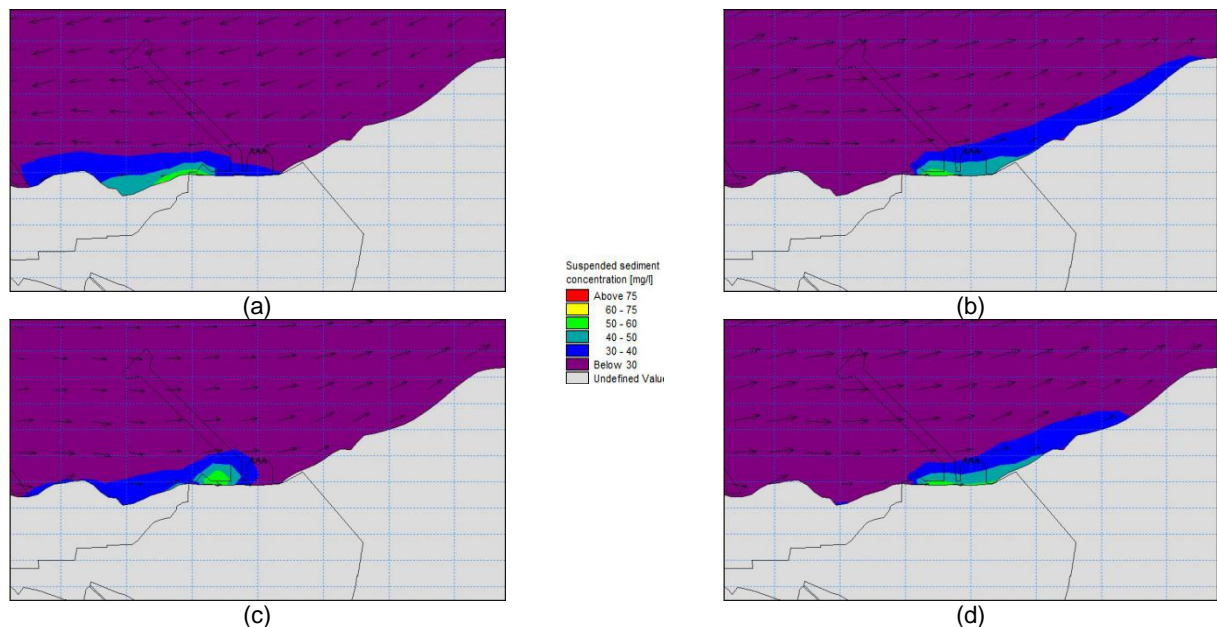 (a)
(b)
Suspended sediment
concentration [mg/l]
Above 75
60 - 75
50 - 60
40 - 50
30 - 40
Below 30
Undefined Value
(c)
(d)